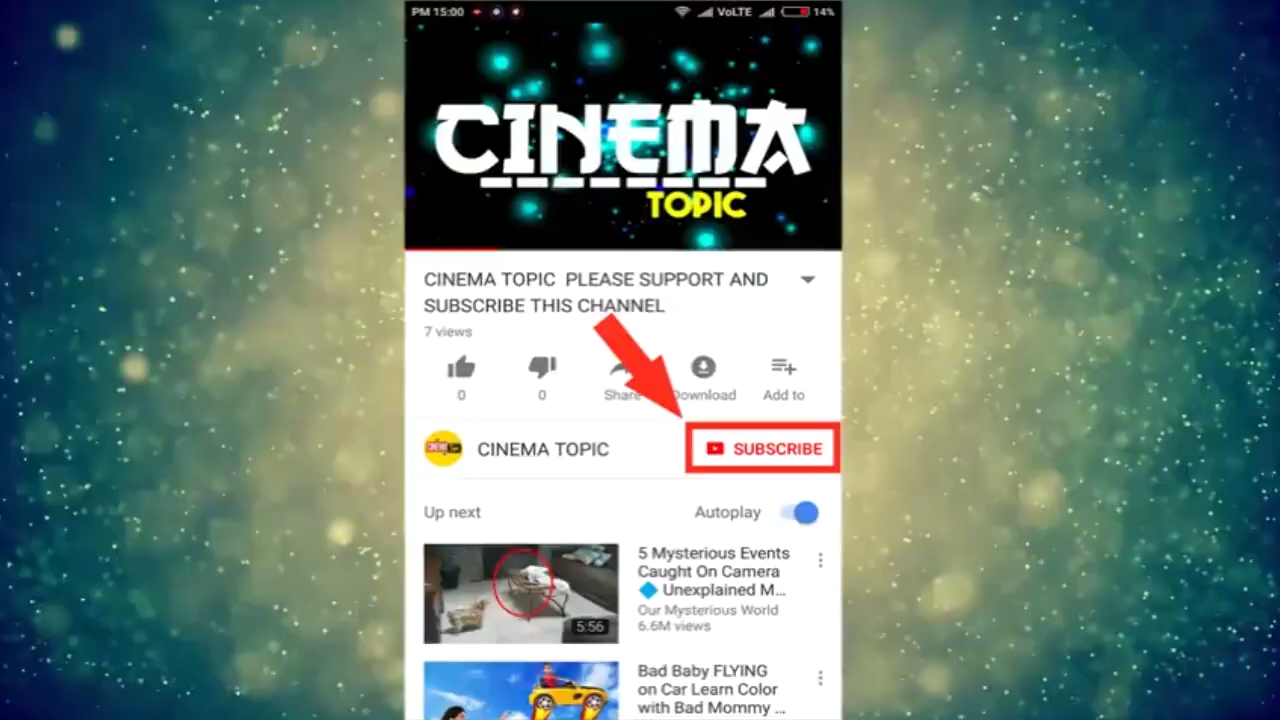 PM 15:00
VoLTE
14%
CINEMA
TOPIC
CINEMA TOPIC PLEASE SUPPORT AND
SUBSCRIBE THIS CHANNEL
7 views
0
0
Share
Download
Add to
CINEMA TOPIC
SUBSCRIBE
Up next
Autoplay
5 Mysterious Events
Caught On Camera
🔷 Unexplained M...
Our Mysterious World
6.6M views
5:56
Bad Baby FLYING
on Car Learn Color
with Bad Mommy ...